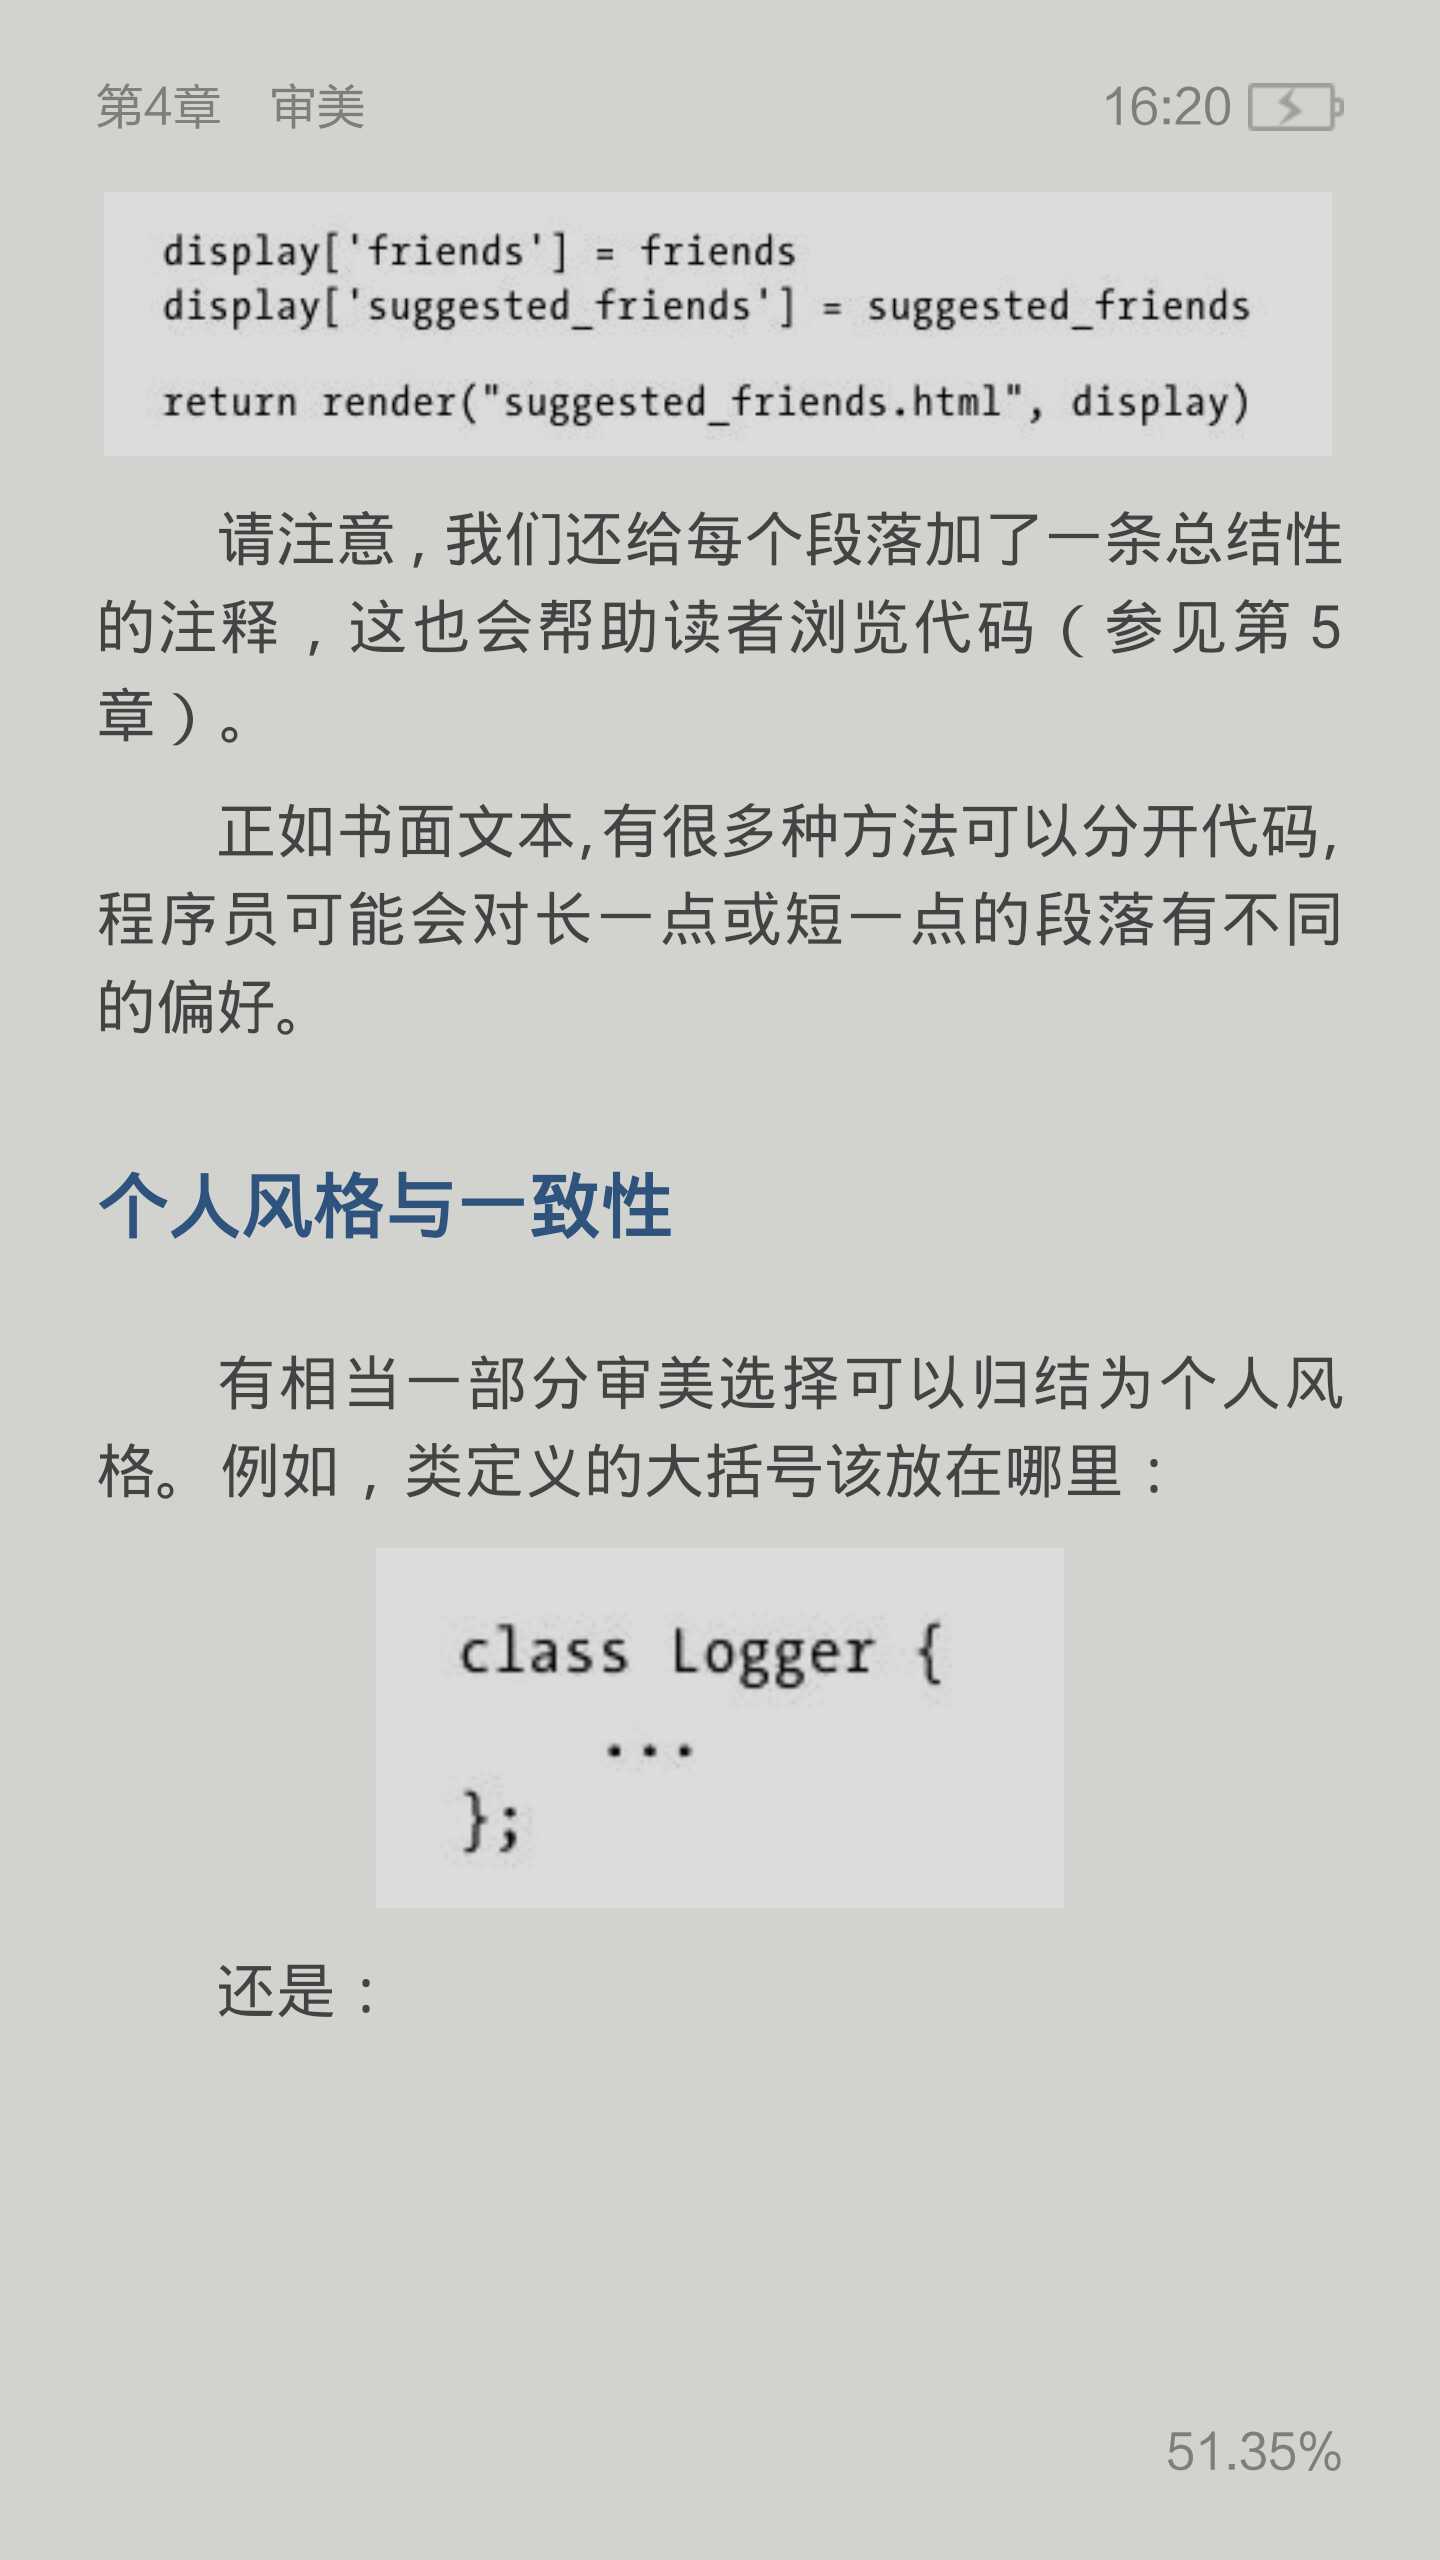 第4章　审美
16:20
display['friends'] = friends
display['suggested_friends'] = suggested_friends
return render("suggested_friends.html", display)
请注意，我们还给每个段落加了一条总结性
的注释，这也会帮助读者浏览代码（参见第 5
章）。
正如书面文本,有很多种方法可以分开代码,
程序员可能会对长一点或短一点的段落有不同
的偏好。
个人风格与一致性
有相当一部分审美选择可以归结为个人风
格。例如，类定义的大括号该放在哪里：
class Logger {
...
};
还是：
51.35%